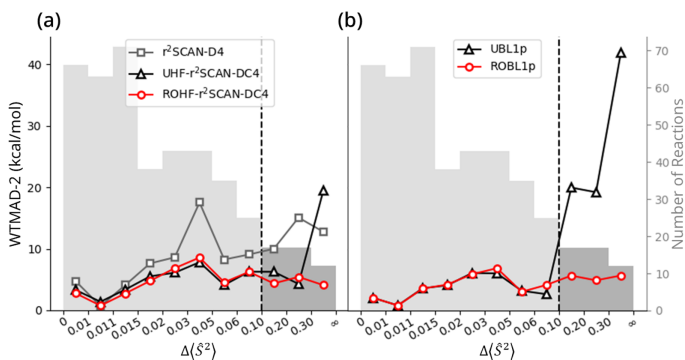 (a)
(b)
r²SCAN-D4
UHF-r²SCAN-DC4
ROHF-r²SCAN-DC4
UBL1p
ROBL1p
WTMAD-2 (kcal/mol)
40
30
20
10
0
70
60
50
40
30
20
10
0
Number of Reactions
0 0.01 0.011 0.015 0.02 0.03 0.05 0.06 0.10 0.20 0.30 ∞
0 0.01 0.011 0.015 0.02 0.03 0.05 0.06 0.10 0.20 0.30 ∞
Δ⟨Ŝ²⟩
Δ⟨Ŝ²⟩